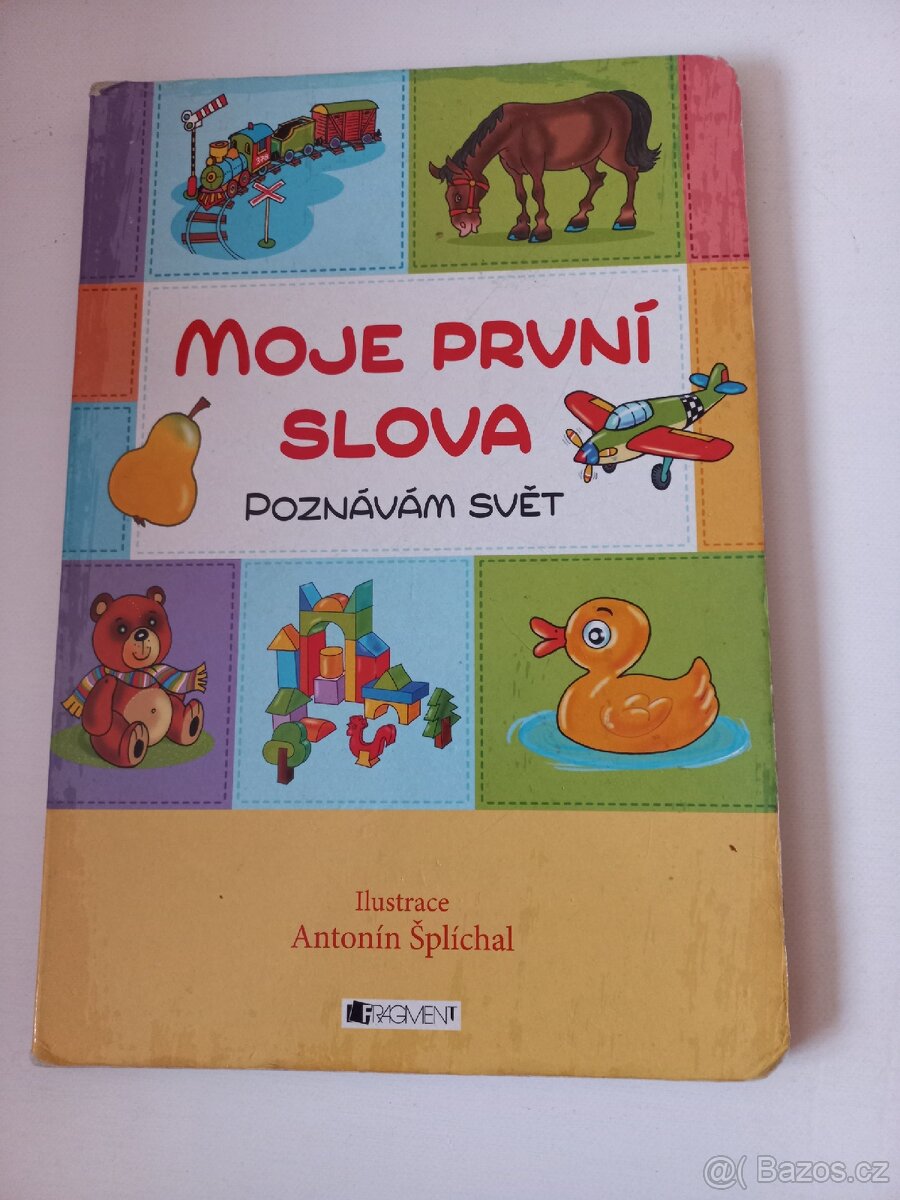 MOJE PRVNÍ
SLOVA
POZNÁVÁM SVĚT
Ilustrace
Antonín Šplíchal
FRAGMENT
@( Bazos.cz